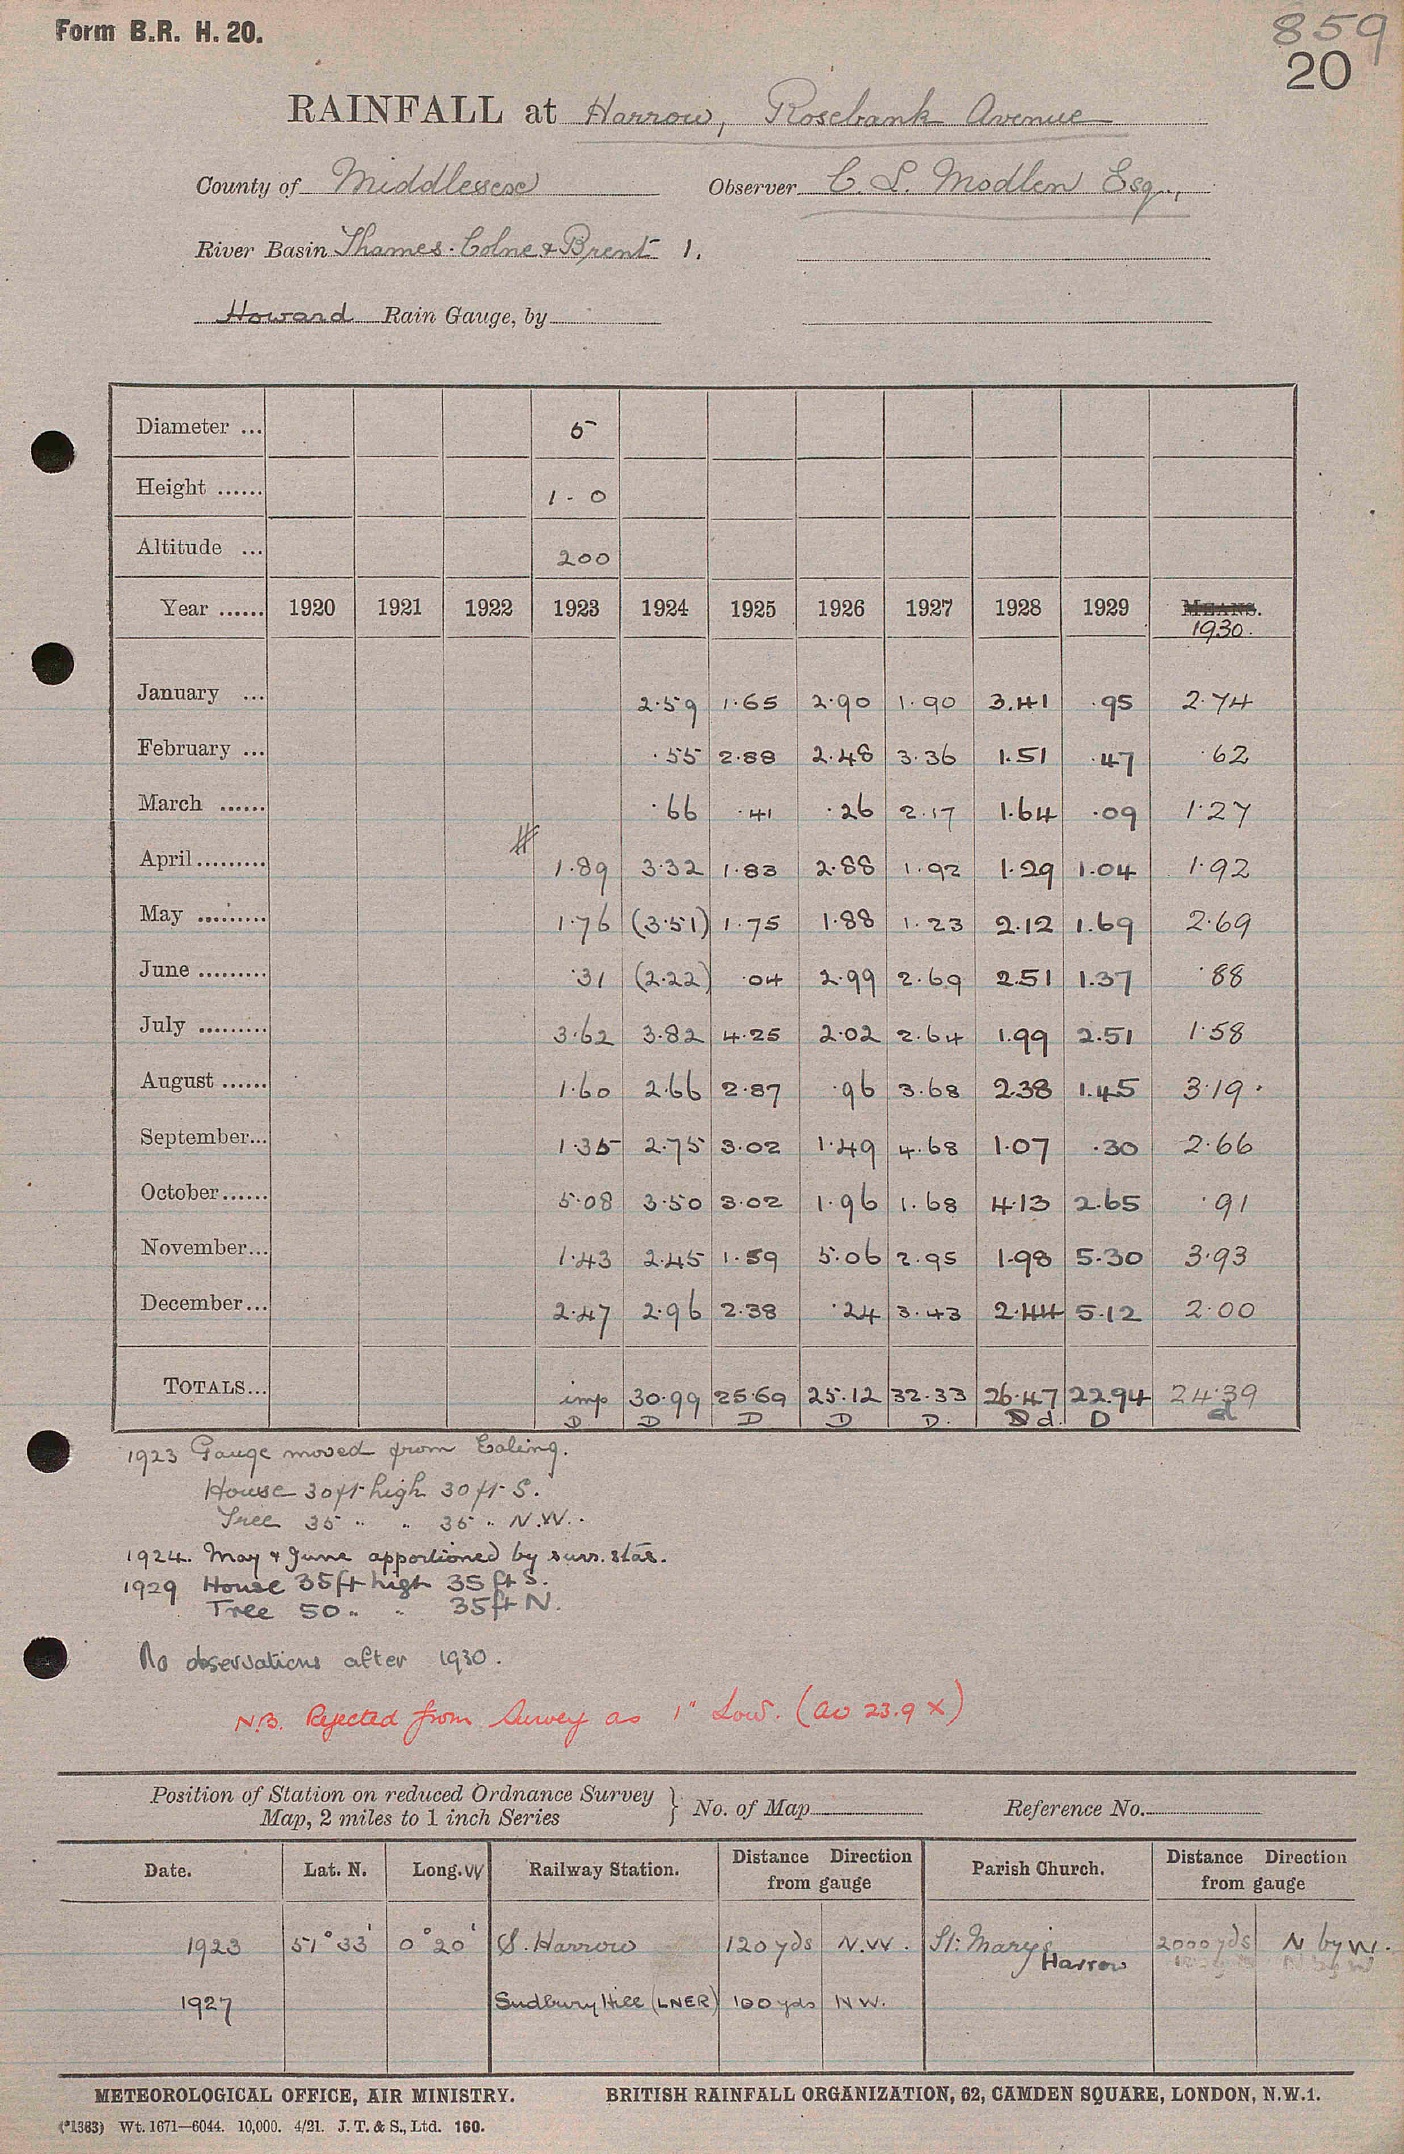 Form B.R. H. 20.
859
20
RAINFALL at Harrow, Rosebank Avenue
County of Middlesex Observer C. L. Modlen Esq.,
River Basin Thames. Colne & Brent 1.
Howard Rain Gauge, by
Diameter ... 5
Height ...... 1 - 0
Altitude ... 200
Year ...... 1920 1921 1922 1923 1924 1925 1926 1927 1928 1929 MEANS.
1930.
January ... 2.59 1.65 2.90 1.90 3.41 .95 2.74
February ... .55 2.88 2.48 3.36 1.51 .47 .62
March ...... .66 .41 .26 2.17 1.64 .09 1.27
April ......... 1.89 3.32 1.83 2.88 1.92 1.29 1.04 1.92
May ......... 1.76 (3.51) 1.75 1.88 1.23 2.12 1.69 2.69
June ......... .31 (2.22) .04 2.99 2.69 2.51 1.37 .88
July ......... 3.62 3.82 4.25 2.02 2.64 1.99 2.51 1.58
August ...... 1.60 2.66 2.87 .96 3.68 2.38 1.45 3.19.
September... 1.35 2.75 3.02 1.49 4.68 1.07 .30 2.66
October ...... 5.08 3.50 3.02 1.96 1.68 4.13 2.65 .91
November... 1.43 2.45 1.59 5.06 2.95 1.98 5.30 3.93
December ... 2.47 2.96 2.38 .24 3.43 2.44 5.12 2.00
TOTALS... imp 30.99 25.69 25.12 32.33 26.47 22.94 24.39
D D D D D. D d. D d
1923 Gauge moved from Ealing.
House 30ft high 30 ft S.
Tree 35 " " 35 " N.W.
1924. May & June apportioned by surr. stas.
1929 House 35ft high 35 ft S.
Tree 50 " " 35ft N.
No observations after 1930.
N.B. Rejected from Survey as 1" Low. (av 23.9 x)
Position of Station on reduced Ordnance Survey
Map, 2 miles to 1 inch Series } No. of Map Reference No.
Date. Lat. N. Long. W Railway Station. Distance Direction from gauge Parish Church. Distance Direction from gauge
1923 51° 33' 0° 20' S. Harrow 120 yds N.W. St. Mary's Harrow 2000 yds N by W.
1927 Sudbury Hill (LNER) 100 yds N W.
METEOROLOGICAL OFFICE, AIR MINISTRY. BRITISH RAINFALL ORGANIZATION, 62, CAMDEN SQUARE, LONDON, N.W.1.
(*1363) Wt. 1671—6044. 10,000. 4/21. J. T. & S., Ltd. 160.